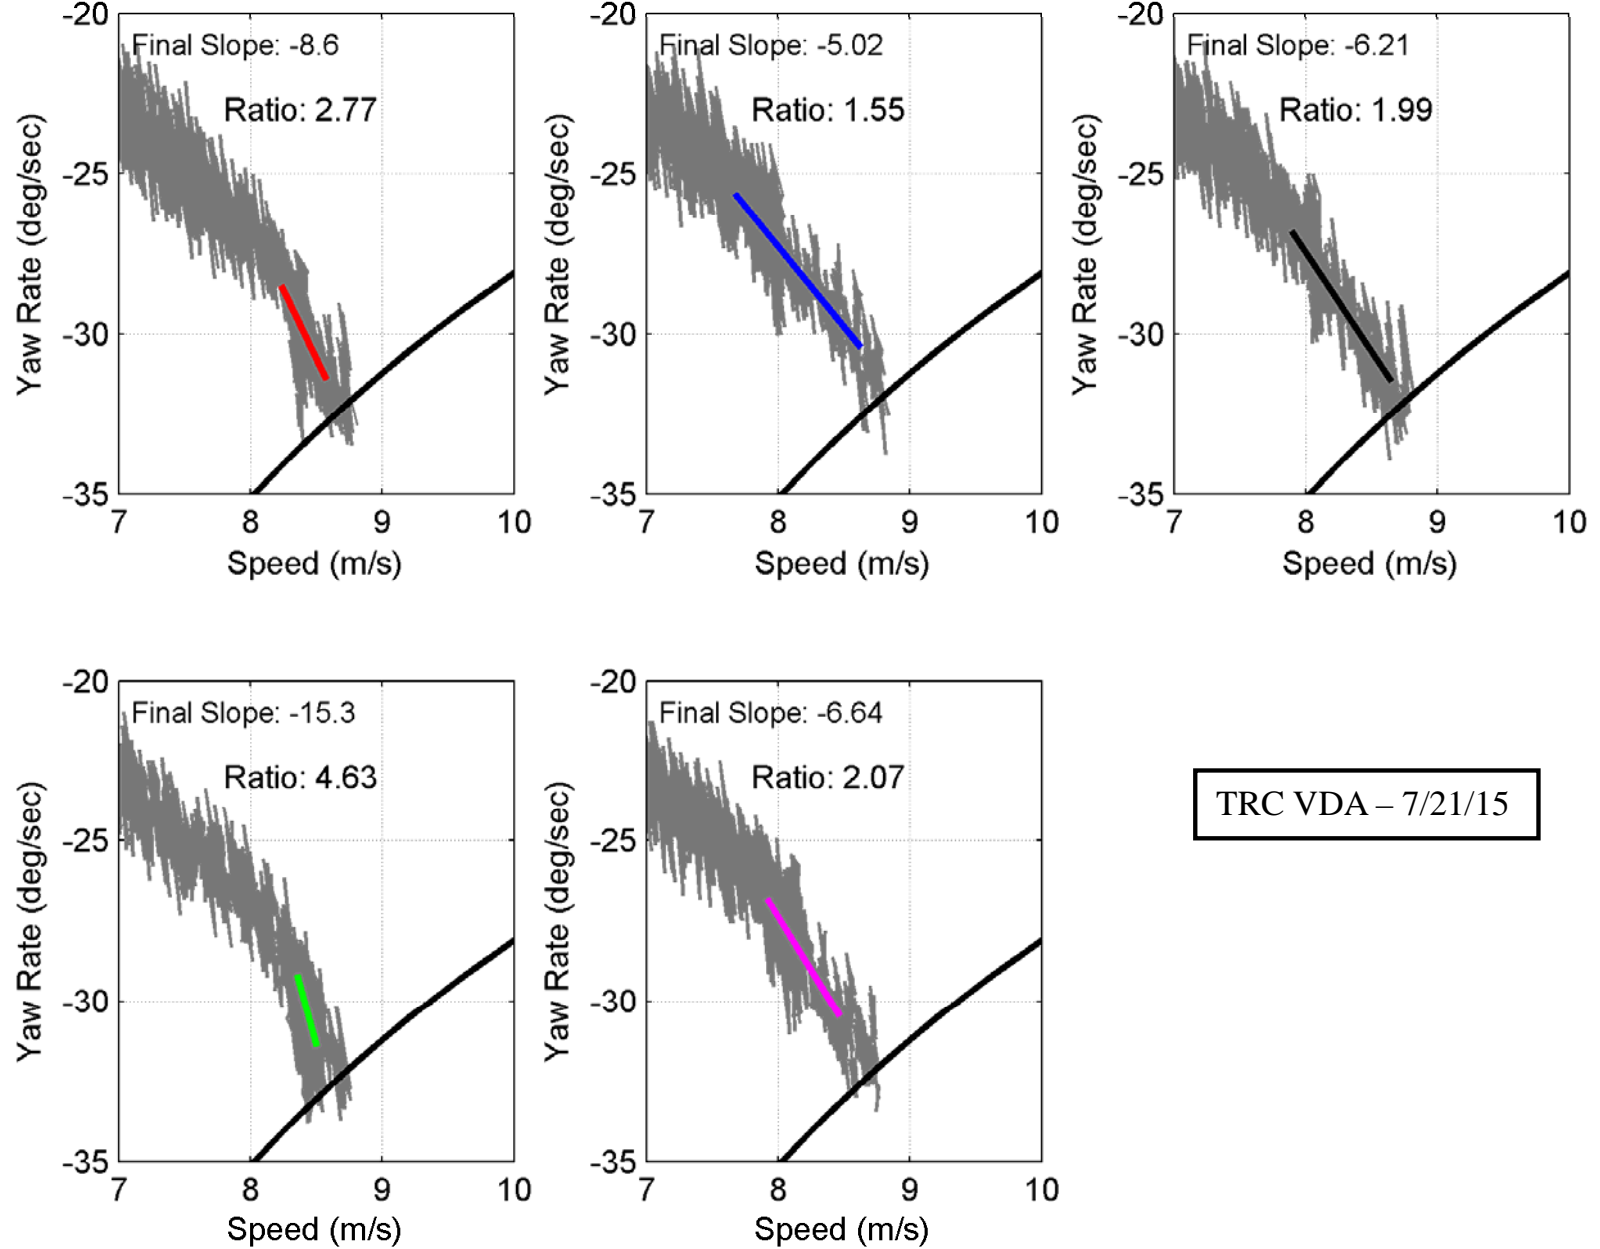 -20
Final Slope: -8.6
Ratio: 2.77
-25
-30
-35
Yaw Rate (deg/sec)
7 8 9 10
Speed (m/s)
-20
Final Slope: -5.02
Ratio: 1.55
-25
-30
-35
Yaw Rate (deg/sec)
7 8 9 10
Speed (m/s)
-20
Final Slope: -6.21
Ratio: 1.99
-25
-30
-35
Yaw Rate (deg/sec)
7 8 9 10
Speed (m/s)
-20
Final Slope: -15.3
Ratio: 4.63
-25
-30
-35
Yaw Rate (deg/sec)
7 8 9 10
Speed (m/s)
-20
Final Slope: -6.64
Ratio: 2.07
-25
-30
-35
Yaw Rate (deg/sec)
7 8 9 10
Speed (m/s)
TRC VDA – 7/21/15